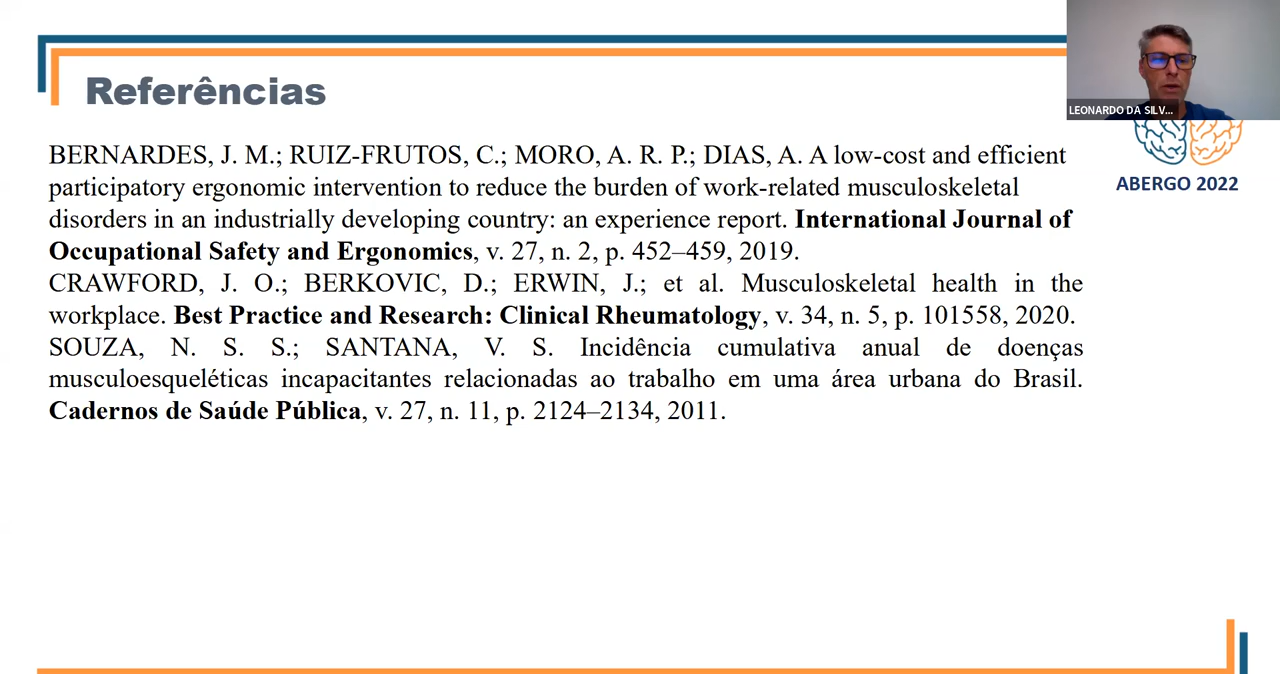 Referências
LEONARDO DA SILV...
ABERGO 2022
BERNARDES, J. M.; RUIZ-FRUTOS, C.; MORO, A. R. P.; DIAS, A. A low-cost and efficient
participatory ergonomic intervention to reduce the burden of work-related musculoskeletal
disorders in an industrially developing country: an experience report. International Journal of
Occupational Safety and Ergonomics, v. 27, n. 2, p. 452–459, 2019.
CRAWFORD, J. O.; BERKOVIC, D.; ERWIN, J.; et al. Musculoskeletal health in the
workplace. Best Practice and Research: Clinical Rheumatology, v. 34, n. 5, p. 101558, 2020.
SOUZA, N. S. S.; SANTANA, V. S. Incidência cumulativa anual de doenças
musculoesqueléticas incapacitantes relacionadas ao trabalho em uma área urbana do Brasil.
Cadernos de Saúde Pública, v. 27, n. 11, p. 2124–2134, 2011.